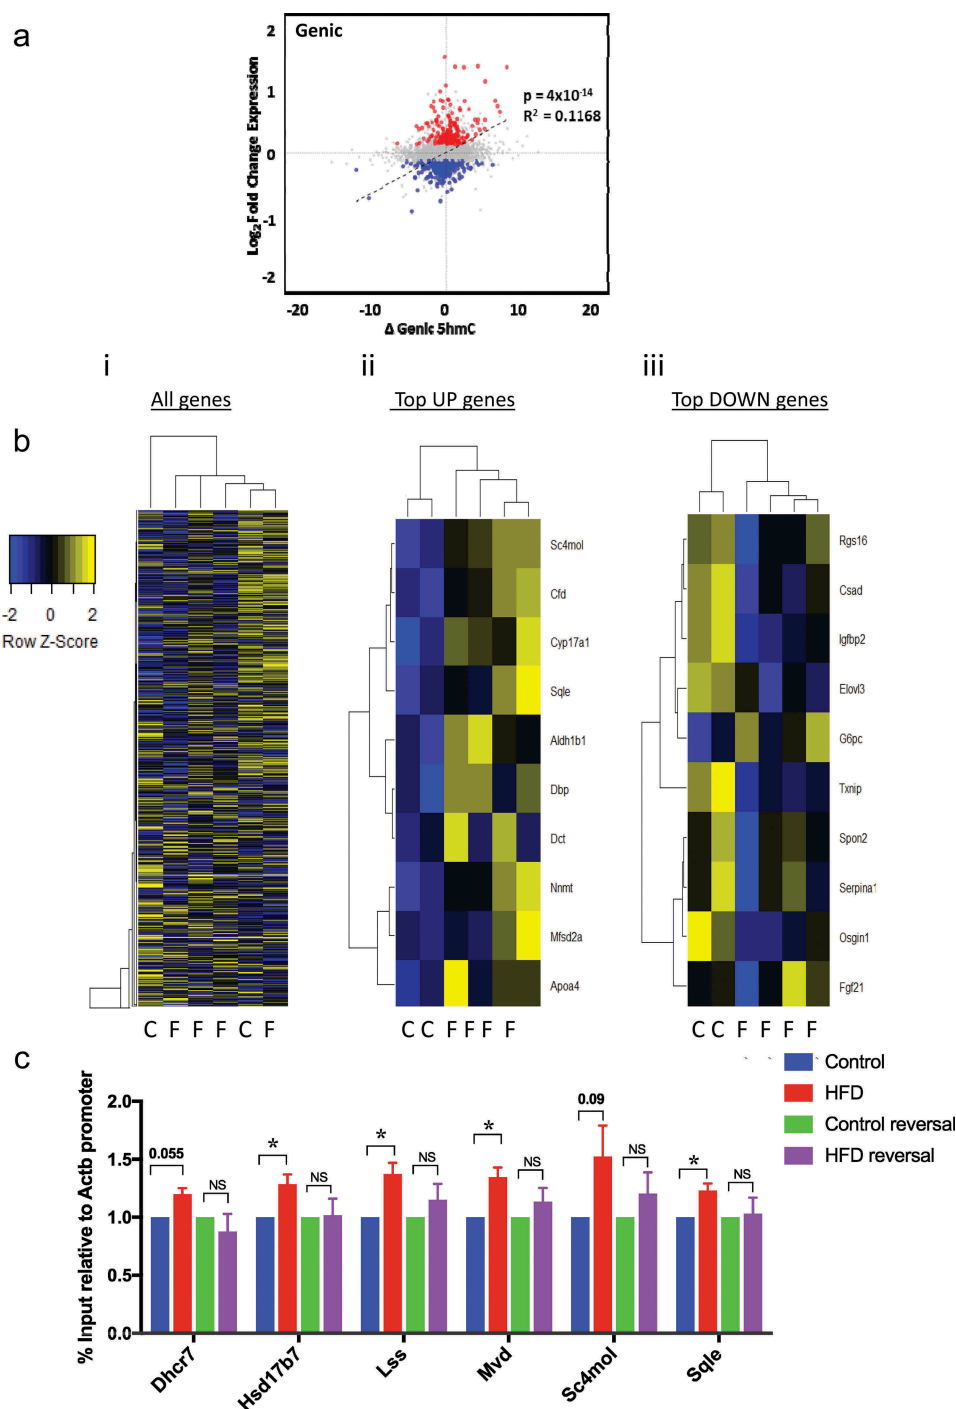 a
Genic
2
1
0
-1
-2
Log2 Fold Change Expression
p = 4x10-14
R2 = 0.1168
-20 -10 0 10 20
Δ Genic 5hmC
i ii iii
All genes Top UP genes Top DOWN genes
b
-2 0 2
Row Z-Score
Sc4mol
Cfd
Cyp17a1
Sqle
Aldh1b1
Dbp
Dct
Nnmt
Mfsd2a
Apoa4
Rgs16
Csad
Igfbp2
Elovl3
G6pc
Txnip
Spon2
Serpina1
Osgin1
Fgf21
C F F F C F
C C F F F F
C C F F F F
c
Control
HFD
Control reversal
HFD reversal
% Input relative to Actb promoter
2.0
1.5
1.0
0.5
0.0
0.055 NS
* NS
* NS
* NS
0.09 NS
* NS
Dhcr7 Hsd17b7 Lss Mvd Sc4mol Sqle